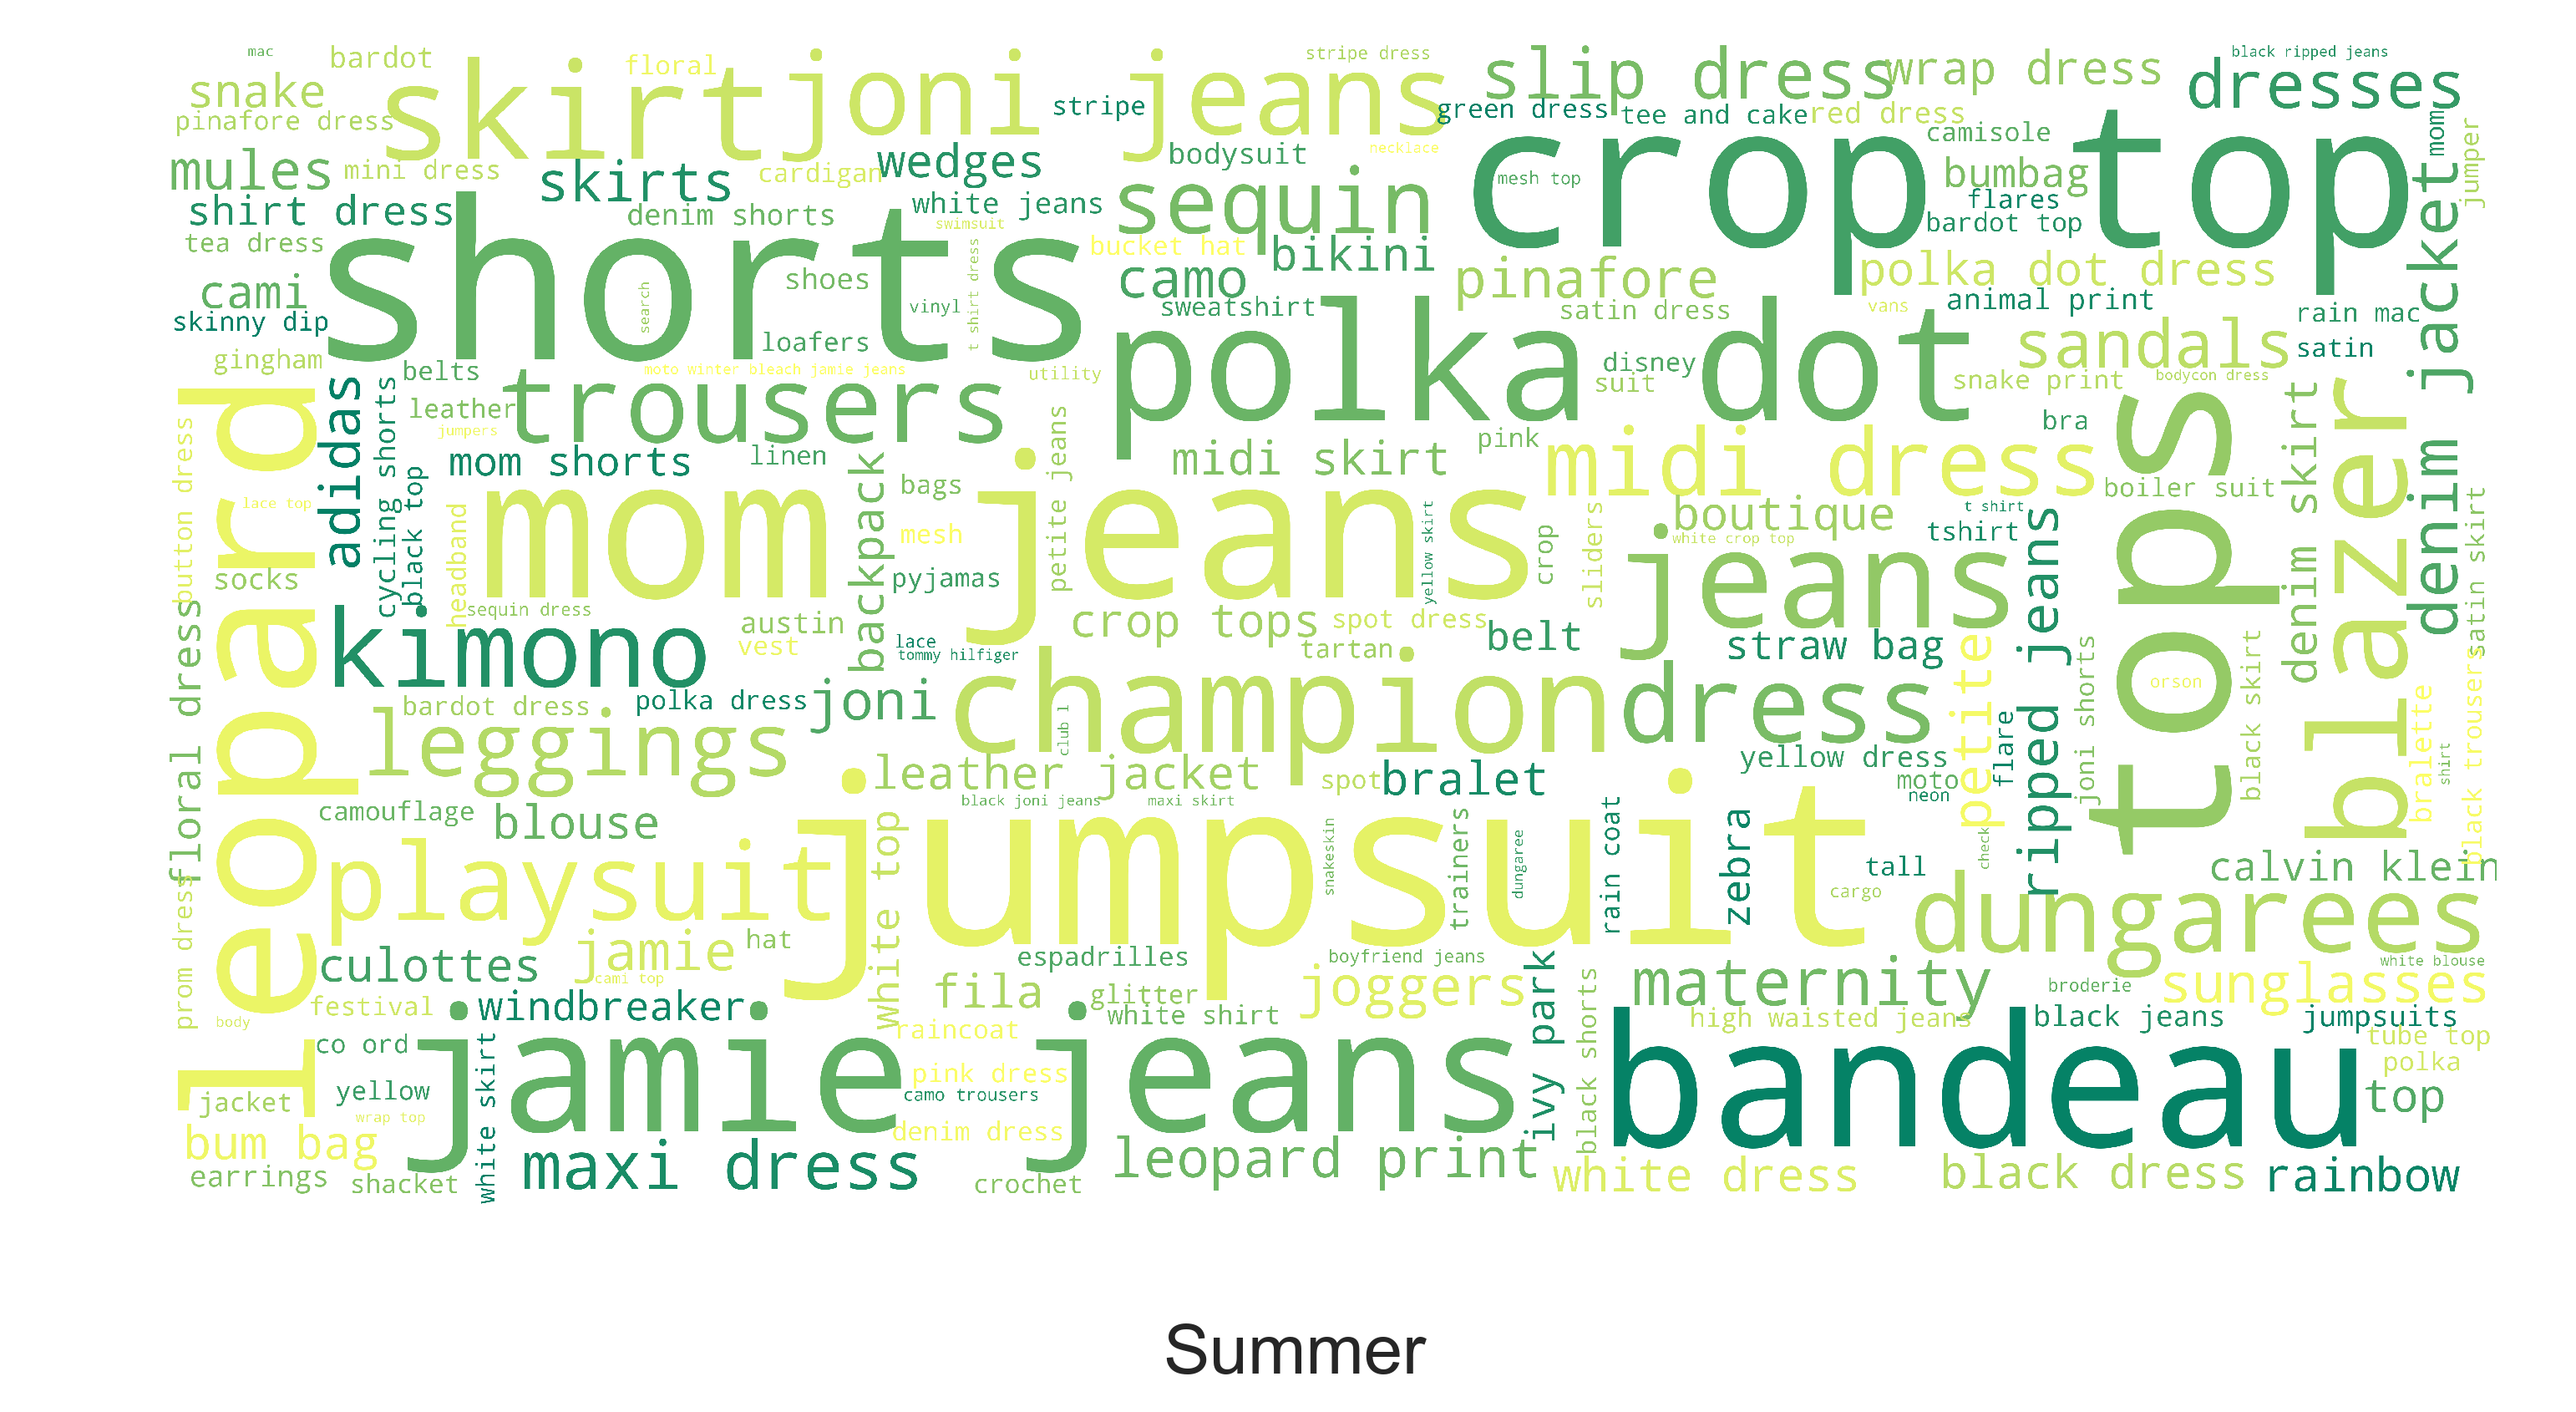 mac
bardot
floral
stripe dress
black ripped jeans
snake
skirt
joni jeans
slip dress
wrap dress
dresses
pinafore dress
stripe
green dress
tee and cake
red dress
camisole
mom
jumper
mules
mini dress
skirts
cardigan
wedges
bodysuit
necklace
crop top
mesh top
bumbag
shirt dress
denim shorts
white jeans
sequin
flares
bardot top
denim jacket
tea dress
shorts
swimsuit
t shirt dress
bucket hat
bikini
cami
shoes
search
vinyl
camo
pinafore
polka dot dress
skinny dip
sweatshirt
satin dress
vans
animal print
rain mac
gingham
loafers
polka dot
disney
sandals
satin
belts
moto winter bleach jamie jeans
utility
suit
snake print
bodycon dress
leopard
adidas
cycling shorts
leather
trousers
jumpers
pink
bra
button dress
mom shorts
linen
midi skirt
midi dress
tops
blazer
denim skirt
black top
backpack
bags
petite jeans
boiler suit
lace top
headband
mom jeans
mesh
yellow skirt
crop
sliders
boutique
t shirt
tshirt
white crop top
ripped jeans
satin skirt
socks
pyjamas
jeans
floral dress
kimono
sequin dress
austin
crop tops
spot dress
belt
straw bag
vest
lace
tommy hilfiger
tartan
petite
joni shorts
black skirt
orson
black trousers
bardot dress
polka dress
joni
champion
club l
dress
flare
bralette
shirt
leggings
leather jacket
spot
bralet
yellow dress
moto
neon
camouflage
blouse
black joni jeans
maxi skirt
playsuit
white top
jumpsuit
snakeskin
trainers
dungaree
rain coat
zebra
check
tall
cargo
calvin klein
prom dress
jamie
hat
dungarees
culottes
cami top
espadrilles
boyfriend jeans
ivy park
black shorts
white blouse
festival
windbreaker
fila
glitter
joggers
maternity
broderie
sunglasses
body
raincoat
white shirt
high waisted jeans
black jeans
jumpsuits
co ord
white skirt
jamie jeans
tube top
yellow
pink dress
bandeau
polka
jacket
wrap top
camo trousers
top
bum bag
denim dress
earrings
shacket
maxi dress
crochet
leopard print
white dress
black dress
rainbow
Summer